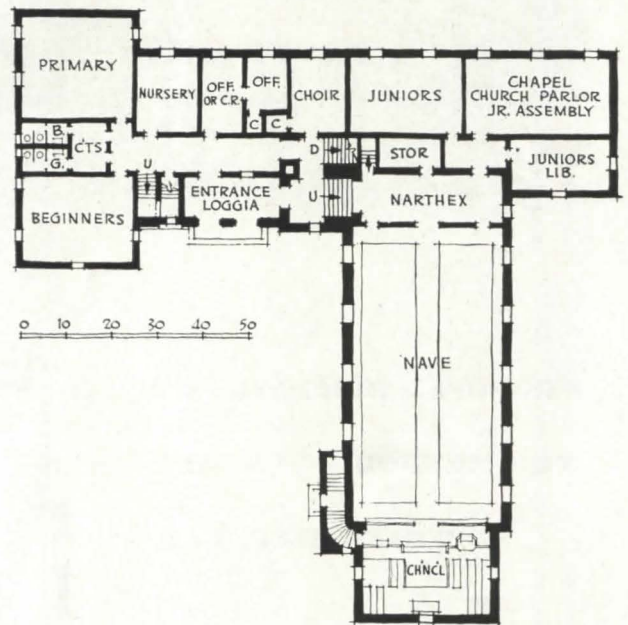 PRIMARY
NURSERY
OFF.
OR C.R.
OFF.
C
C
CHOIR
JUNIORS
CHAPEL
CHURCH PARLOR
JR. ASSEMBLY
B.
G.
CTS
U
D
STOR
JUNIORS
LIB.
BEGINNERS
ENTRANCE
LOGGIA
U
NARTHEX
0 10 20 30 40 50
NAVE
CHNCL